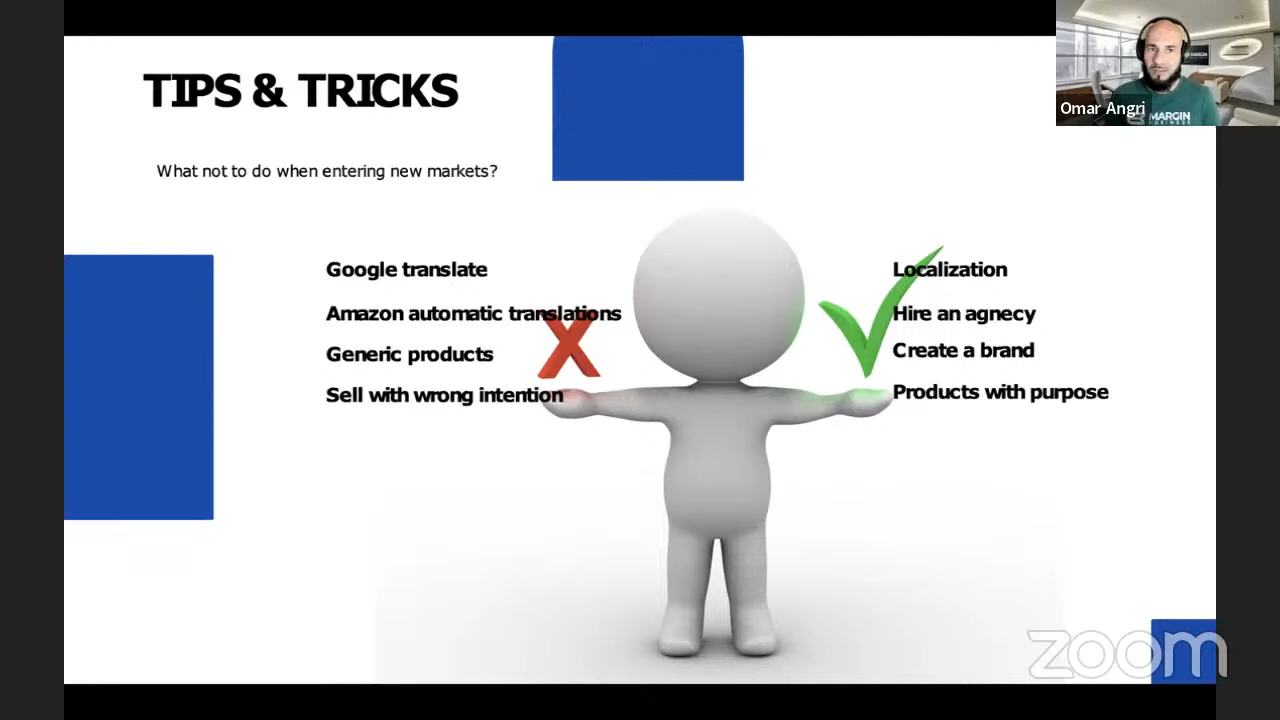 TIPS & TRICKS
What not to do when entering new markets?
Google translate
Amazon automatic translations
Generic products
Sell with wrong intention
Localization
Hire an agnecy
Create a brand
Products with purpose
Omar Angri
MARGIN
zoom